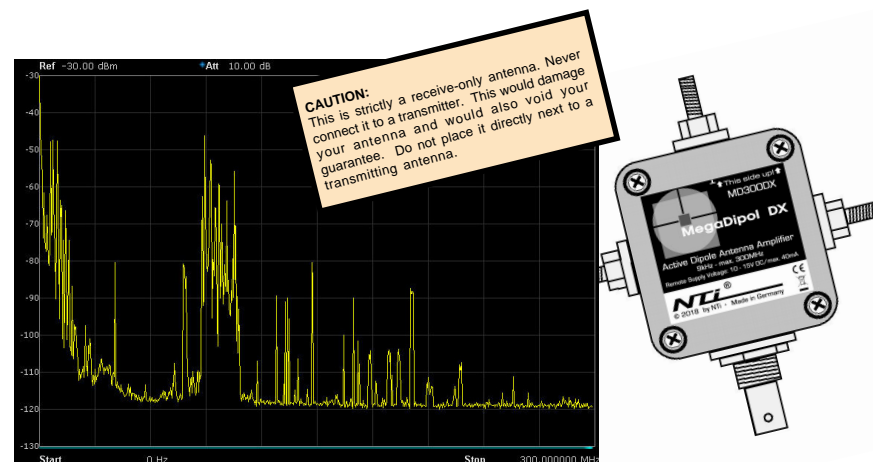 Ref -30.00 dBm *Att 10.00 dB
-30
-40
-50
-60
-70
-80
-90
-100
-110
-120
-130
Start 0 Hz Stop 300.000000 MHz
CAUTION:
This is strictly a receive-only antenna. Never
connect it to a transmitter. This would damage
your antenna and would also void your
guarantee. Do not place it directly next to a
transmitting antenna.
This side up!
MD300DX
MegaDipol DX
Active Dipole Antenna Amplifier
9kHz - max. 300MHz
Remote Supply Voltage: 10 - 15V DC/max. 40mA
NTi ®
© 2018 by NTi - Made in Germany
CE